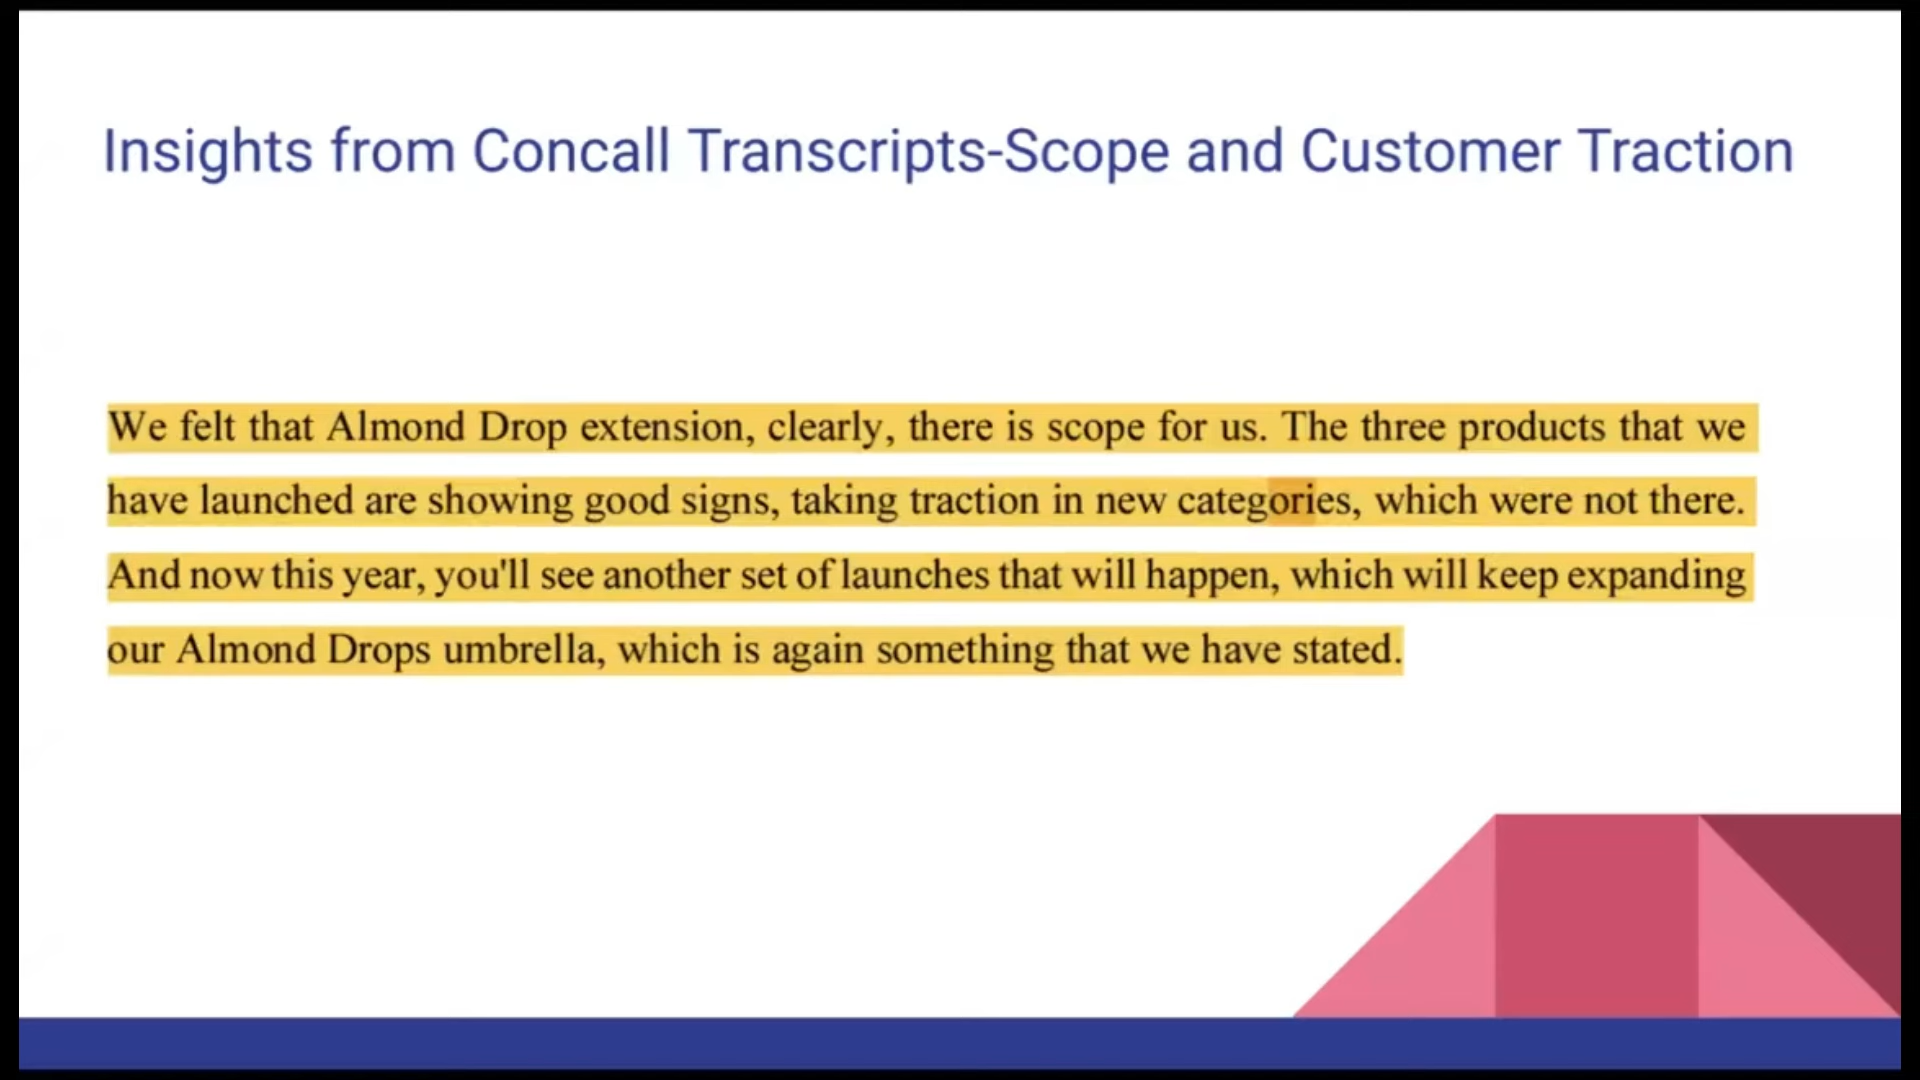 Insights from Concall Transcripts-Scope and Customer Traction
We felt that Almond Drop extension, clearly, there is scope for us. The three products that we
have launched are showing good signs, taking traction in new categories, which were not there.
And now this year, you'll see another set of launches that will happen, which will keep expanding
our Almond Drops umbrella, which is again something that we have stated.